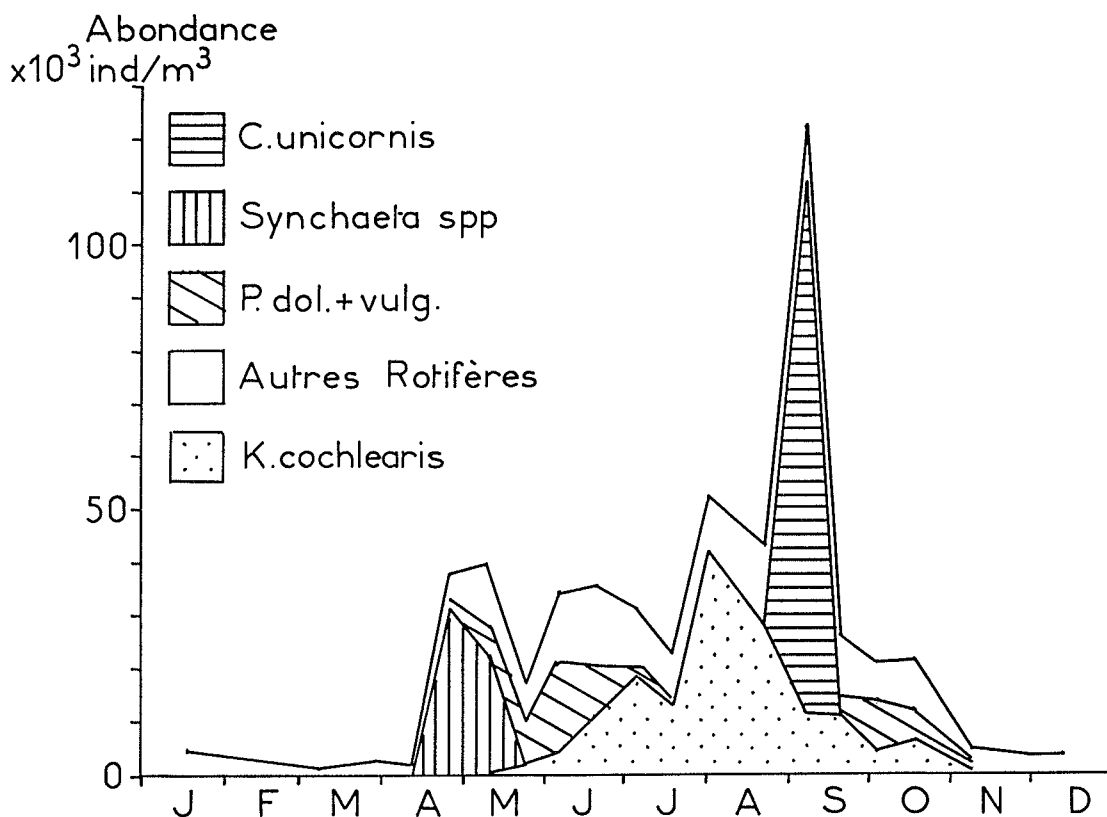 Abondance
x10³ ind/m³
C.unicornis
Synchaeta spp
P. dol.+vulg.
Autres Rotifères
K.cochlearis
100
50
0
J F M A M J J A S O N D